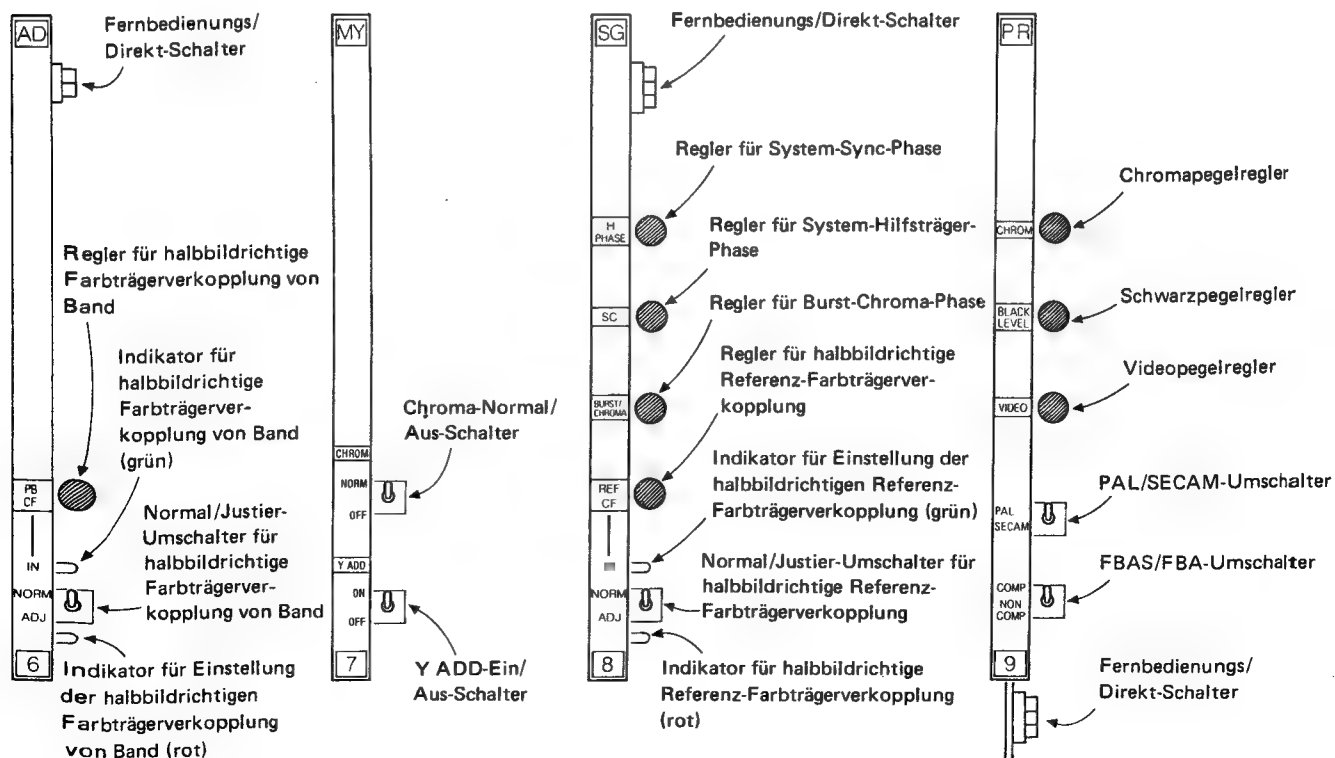 AD
Fernbedienungs/
Direkt-Schalter
Regler für halbbildrichtige
Farbträgerverkopplung von
Band
Indikator für
halbbildrichtige
Farbträgerver-
kopplung von Band
(grün)
PB
CF
IN
NORM
ADJ
Normal/Justier-
Umschalter für
halbbildrichtige
Farbträgerver-
kopplung von Band
6
Indikator für Einstellung
der halbbildrichtigen
Farbträgerverkopplung
von Band (rot)
MY
Chroma-Normal/
Aus-Schalter
CHROM
NORM
OFF
Y ADD
ON
OFF
7
Y ADD-Ein/
Aus-Schalter
SG
Fernbedienungs/Direkt-Schalter
Regler für System-Sync-Phase
H
PHASE
Regler für System-Hilfsträger-
Phase
SC
Regler für Burst-Chroma-Phase
BURST/
CHROMA
Regler für halbbildrichtige
Referenz-Farbträgerver-
kopplung
REF
CF
Indikator für Einstellung der
halbbildrichtigen Referenz-
Farbträgerverkopplung (grün)
NORM
ADJ
Normal/Justier-Umschalter für
halbbildrichtige Referenz-
Farbträgerverkopplung
8
Indikator für halbbildrichtige
Referenz-Farbträgerverkopplung
(rot)
PR
Chromapegelregler
CHROM
Schwarzpegelregler
BLACK
LEVEL
Videopegelregler
VIDEO
PAL/SECAM-Umschalter
PAL
SECAM
FBAS/FBA-Umschalter
COMP
NON
COMP
9
Fernbedienungs/
Direkt-Schalter